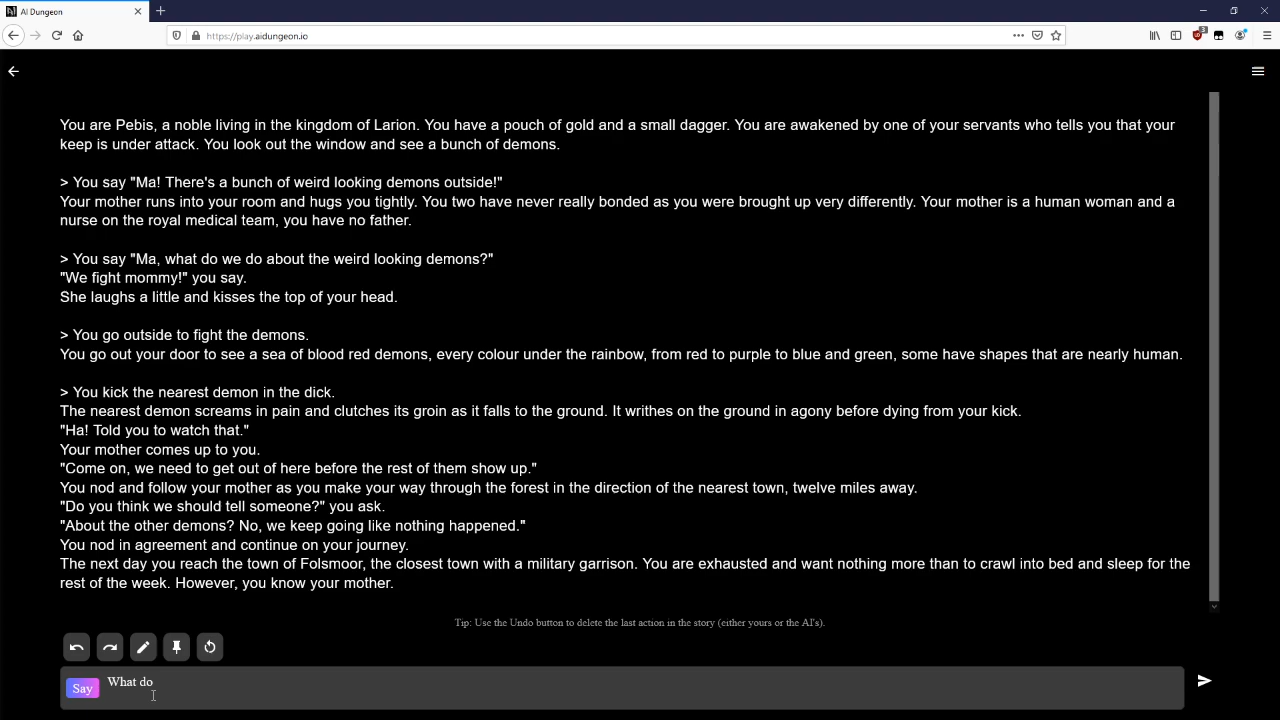 AI Dungeon
https://play.aidungeon.io
You are Pebis, a noble living in the kingdom of Larion. You have a pouch of gold and a small dagger. You are awakened by one of your servants who tells you that your
keep is under attack. You look out the window and see a bunch of demons.
> You say "Ma! There's a bunch of weird looking demons outside!"
Your mother runs into your room and hugs you tightly. You two have never really bonded as you were brought up very differently. Your mother is a human woman and a
nurse on the royal medical team, you have no father.
> You say "Ma, what do we do about the weird looking demons?"
"We fight mommy!" you say.
She laughs a little and kisses the top of your head.
> You go outside to fight the demons.
You go out your door to see a sea of blood red demons, every colour under the rainbow, from red to purple to blue and green, some have shapes that are nearly human.
> You kick the nearest demon in the dick.
The nearest demon screams in pain and clutches its groin as it falls to the ground. It writhes on the ground in agony before dying from your kick.
"Ha! Told you to watch that."
Your mother comes up to you.
"Come on, we need to get out of here before the rest of them show up."
You nod and follow your mother as you make your way through the forest in the direction of the nearest town, twelve miles away.
"Do you think we should tell someone?" you ask.
"About the other demons? No, we keep going like nothing happened."
You nod in agreement and continue on your journey.
The next day you reach the town of Folsmoor, the closest town with a military garrison. You are exhausted and want nothing more than to crawl into bed and sleep for the
rest of the week. However, you know your mother.
Tip: Use the Undo button to delete the last action in the story (either yours or the AI's).
Say What do